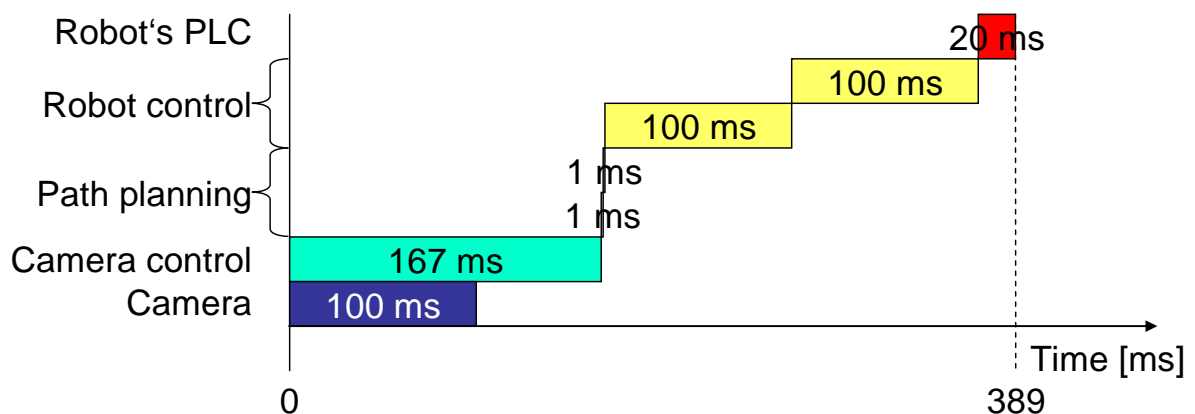 Robot‘s PLC
20 ms
Robot control
100 ms
100 ms
1 ms
Path planning
1 ms
Camera control
167 ms
Camera
100 ms
Time [ms]
0
389